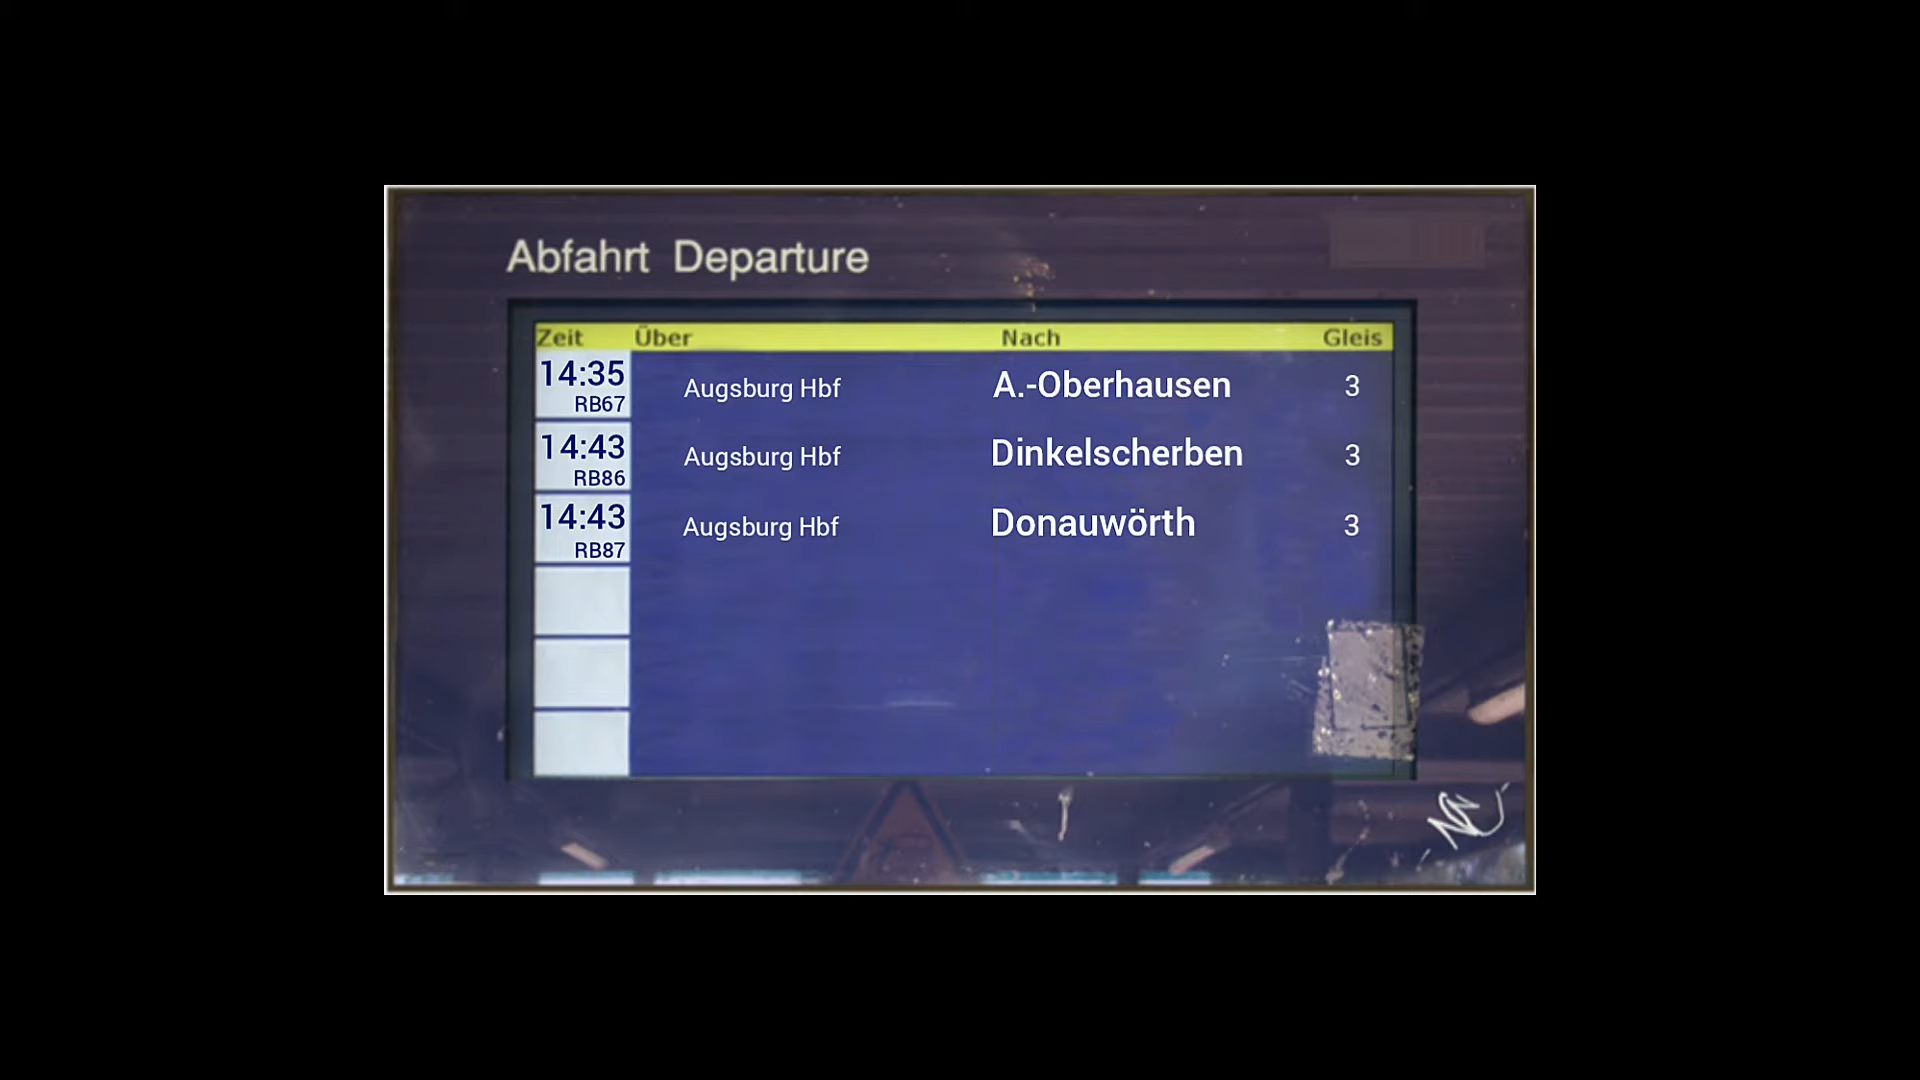 Abfahrt Departure
Zeit Über Nach Gleis
14:35 Augsburg Hbf A.-Oberhausen 3
RB67
14:43 Augsburg Hbf Dinkelscherben 3
RB86
14:43 Augsburg Hbf Donauwörth 3
RB87